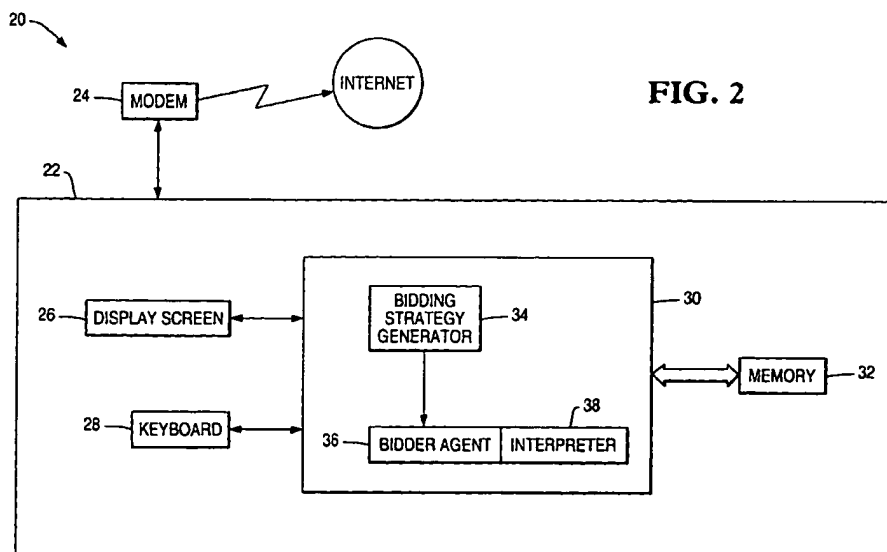 20
24
MODEM
INTERNET
FIG. 2
22
26
DISPLAY SCREEN
28
KEYBOARD
BIDDING
STRATEGY
GENERATOR
34
30
MEMORY
32
36
BIDDER AGENT
INTERPRETER
38